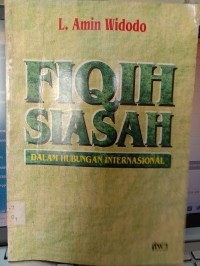 L. Amin Widodo
FIQIH
SIASAH
DALAM HUBUNGAN INTERNASIONAL